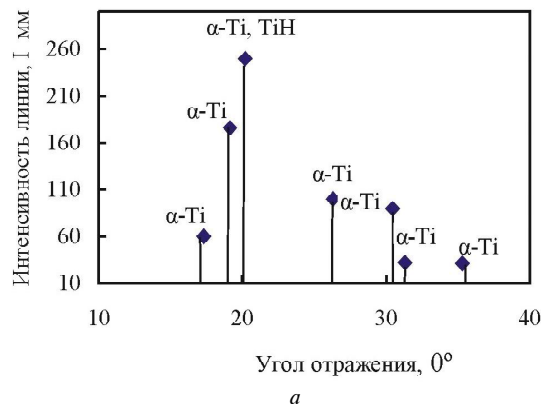 α-Ti, TiH
260
210
α-Ti
160
α-Ti
110
α-Ti
α-Ti
60
α-Ti
α-Ti
10
10 20 30 40
Интенсивность линии, I мм
Угол отражения, 0°
а